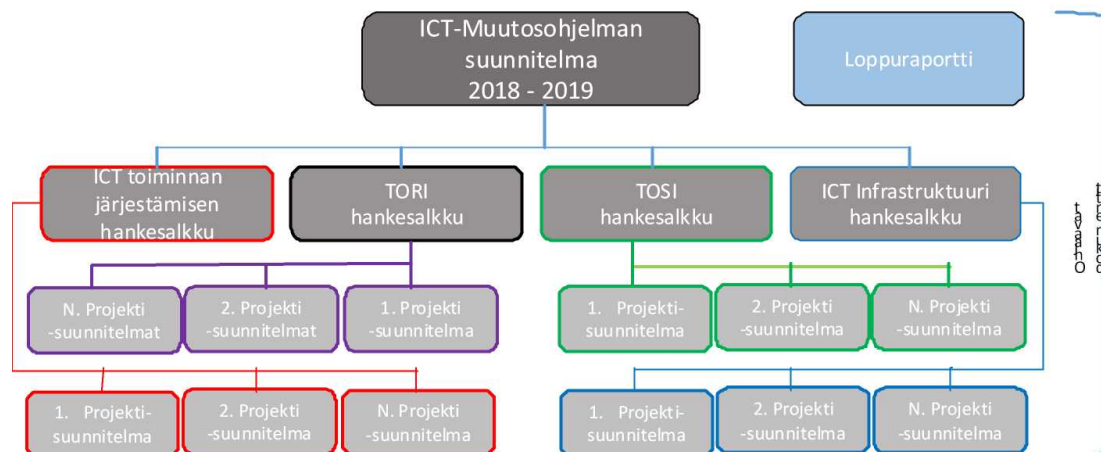 ICT-Muutosohjelman
suunnitelma
2018 - 2019
Loppuraportti
ICT toiminnan
järjestämisen
hankesalkku
TORI
hankesalkku
TOSI
hankesalkku
ICT Infrastruktuuri
hankesalkku
N. Projekti
-suunnitelmat
2. Projekti
-suunnitelmat
1. Projekti
-suunnitelma
1. Projekti-
suunnitelma
2. Projekti
-suunnitelma
N. Projekti
-suunnitelma
1. Projekti-
suunnitelma
2. Projekti
-suunnitelma
N. Projekti
-suunnitelma
1. Projekti-
suunnitelma
2. Projekti
-suunnitelma
N. Projekti
-suunnitelma